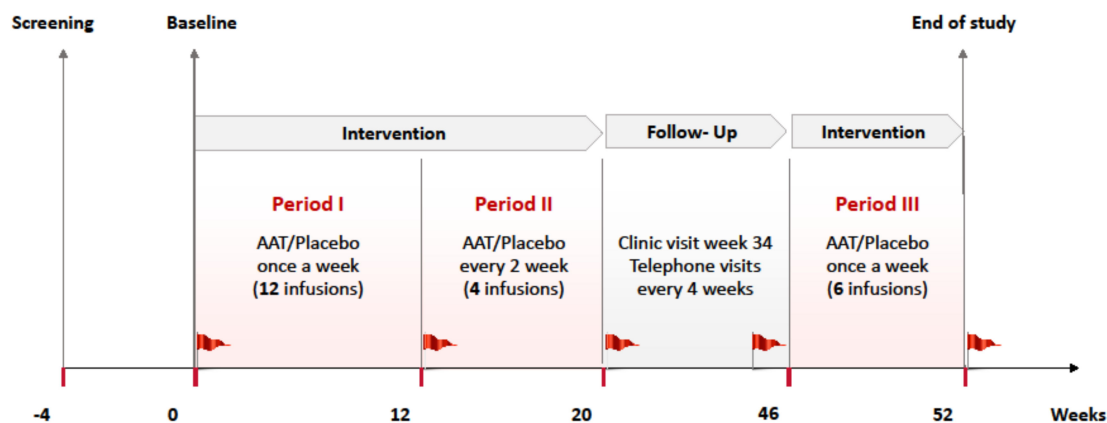 Screening
Baseline
End of study
Intervention
Follow- Up
Intervention
Period I
AAT/Placebo
once a week
(12 infusions)
Period II
AAT/Placebo
every 2 week
(4 infusions)
Clinic visit week 34
Telephone visits
every 4 weeks
Period III
AAT/Placebo
once a week
(6 infusions)
-4 0 12 20 46 52 Weeks